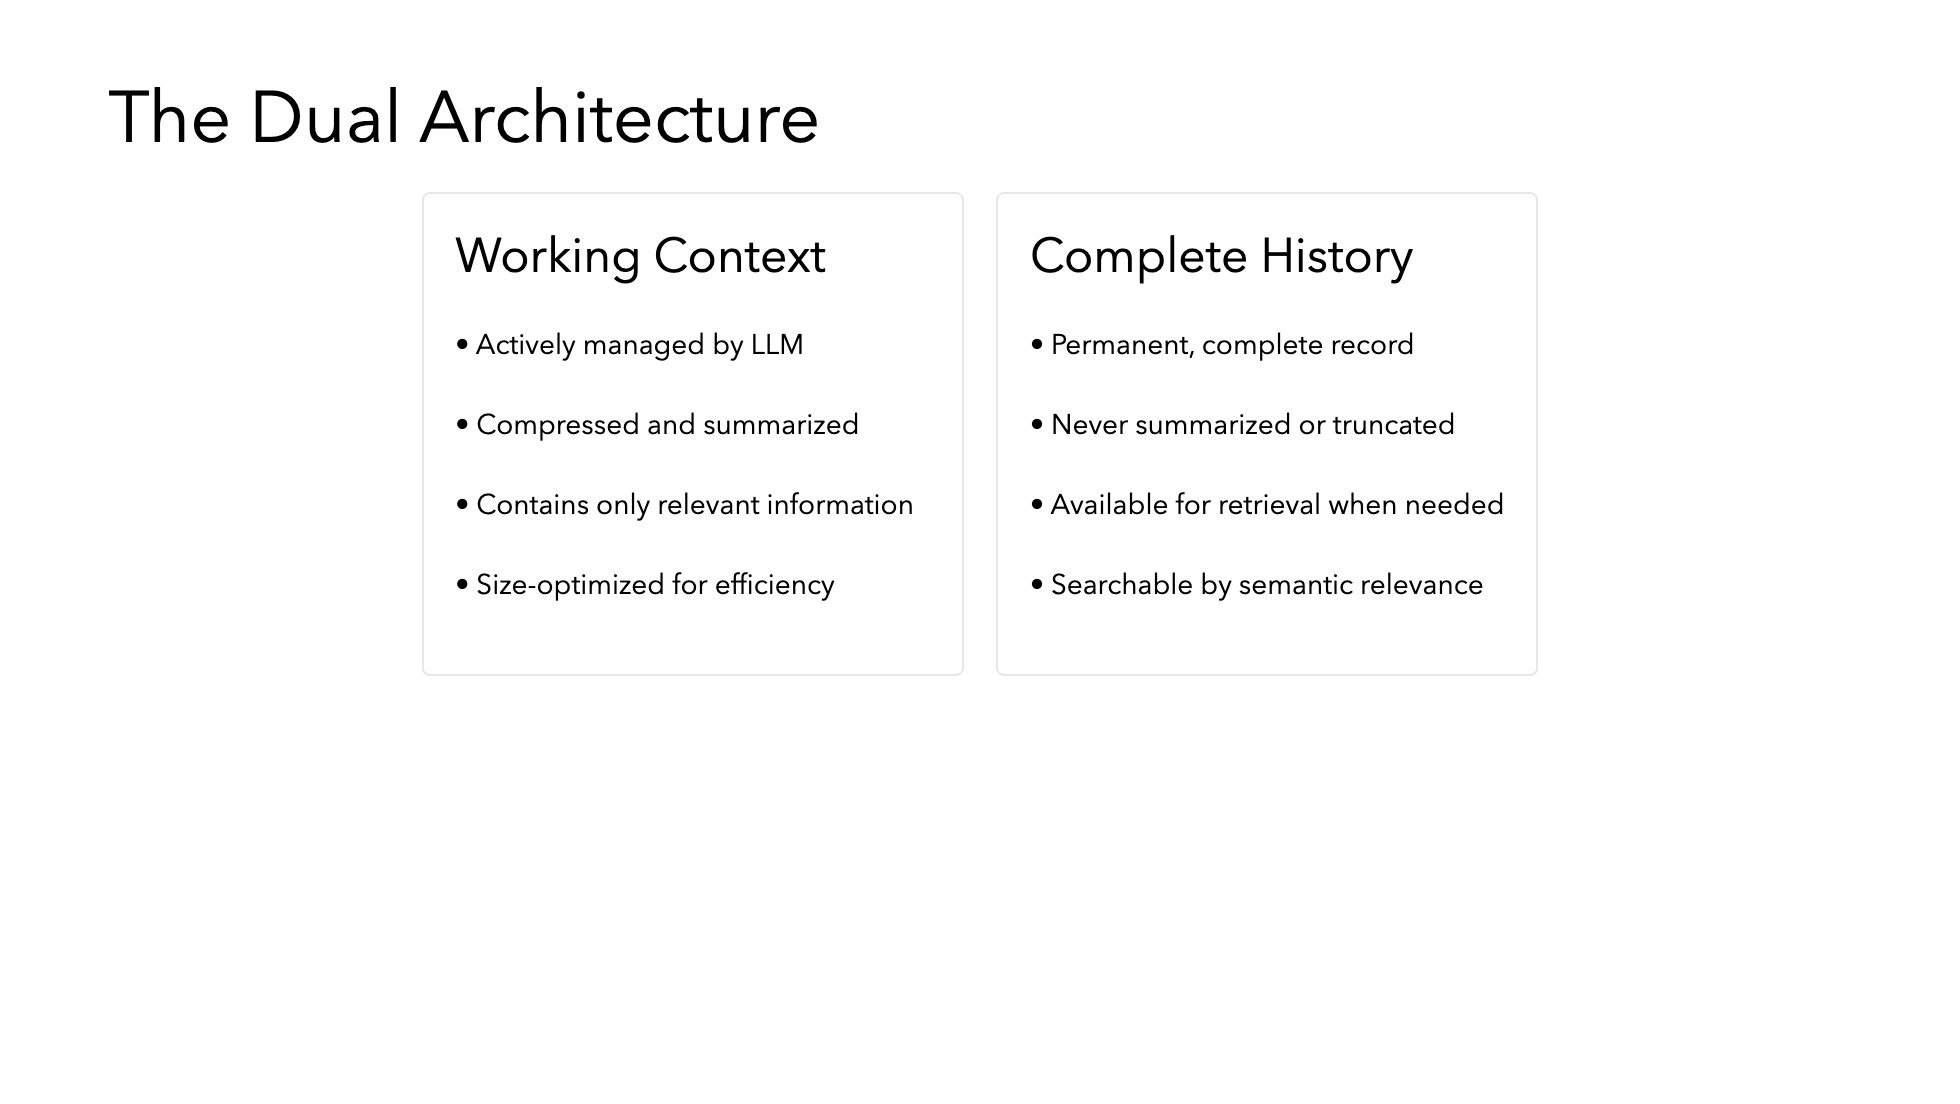 The Dual Architecture
Working Context
• Actively managed by LLM
• Compressed and summarized
• Contains only relevant information
• Size-optimized for efficiency
Complete History
• Permanent, complete record
• Never summarized or truncated
• Available for retrieval when needed
• Searchable by semantic relevance